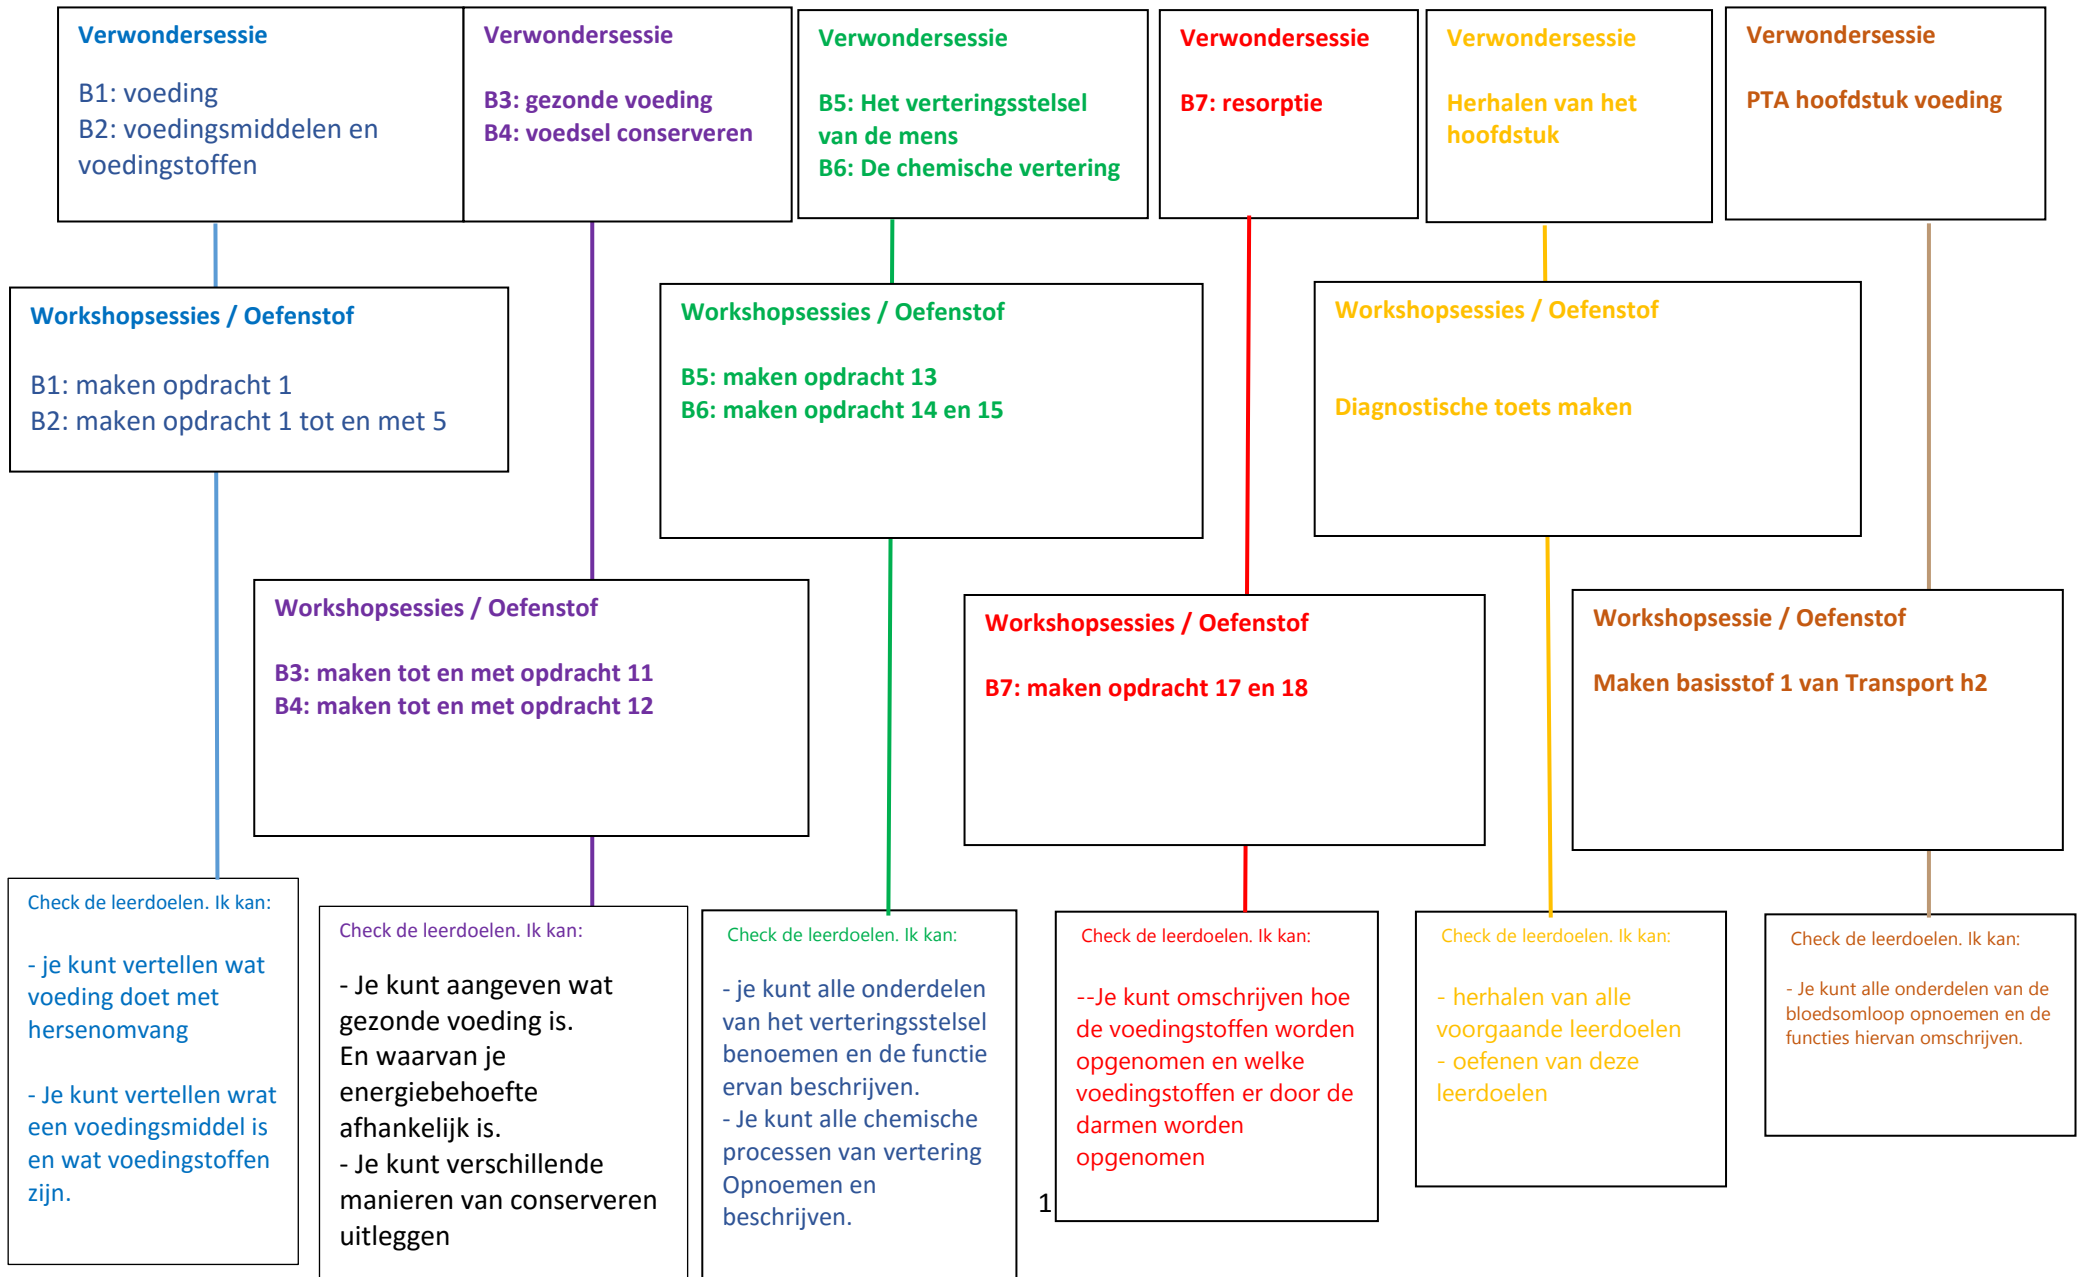 Verwondersessie
B1: voeding
B2: voedingsmiddelen en
voedingstoffen
Verwondersessie
B3: gezonde voeding
B4: voedsel conserveren
Verwondersessie
B5: Het verteringsstelsel
van de mens
B6: De chemische vertering
Verwondersessie
B7: resorptie
Verwondersessie
Herhalen van het
hoofdstuk
Verwondersessie
PTA hoofdstuk voeding
Workshopsessies / Oefenstof
B1: maken opdracht 1
B2: maken opdracht 1 tot en met 5
Workshopsessies / Oefenstof
B5: maken opdracht 13
B6: maken opdracht 14 en 15
Workshopsessies / Oefenstof
Diagnostische toets maken
Workshopsessies / Oefenstof
B3: maken tot en met opdracht 11
B4: maken tot en met opdracht 12
Workshopsessies / Oefenstof
B7: maken opdracht 17 en 18
Workshopsessie / Oefenstof
Maken basisstof 1 van Transport h2
Check de leerdoelen. Ik kan:
- je kunt vertellen wat
voeding doet met
hersenomvang
- Je kunt vertellen wrat
een voedingsmiddel is
en wat voedingstoffen
zijn.
Check de leerdoelen. Ik kan:
- Je kunt aangeven wat
gezonde voeding is.
En waarvan je
energiebehoefte
afhankelijk is.
- Je kunt verschillende
manieren van conserveren
uitleggen
Check de leerdoelen. Ik kan:
- je kunt alle onderdelen
van het verteringsstelsel
benoemen en de functie
ervan beschrijven.
- Je kunt alle chemische
processen van vertering
Opnoemen en
beschrijven.
Check de leerdoelen. Ik kan:
--Je kunt omschrijven hoe
de voedingstoffen worden
opgenomen en welke
voedingstoffen er door de
darmen worden
opgenomen
Check de leerdoelen. Ik kan:
- herhalen van alle
voorgaande leerdoelen
- oefenen van deze
leerdoelen
Check de leerdoelen. Ik kan:
- Je kunt alle onderdelen van de
bloedsomloop opnoemen en de
functies hiervan omschrijven.
1